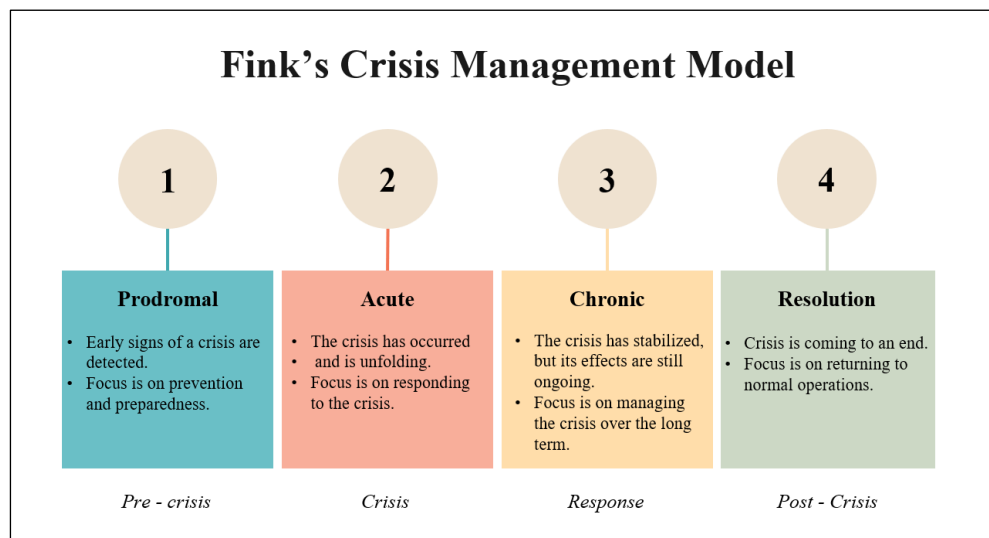 Fink’s Crisis Management Model
1
2
3
4
Prodromal
• Early signs of a crisis are
detected.
• Focus is on prevention
and preparedness.
Acute
• The crisis has occurred
• and is unfolding.
• Focus is on responding
to the crisis.
Chronic
• The crisis has stabilized,
but its effects are still
ongoing.
• Focus is on managing
the crisis over the long
term.
Resolution
• Crisis is coming to an end.
• Focus is on returning to
normal operations.
Pre - crisis
Crisis
Response
Post - Crisis